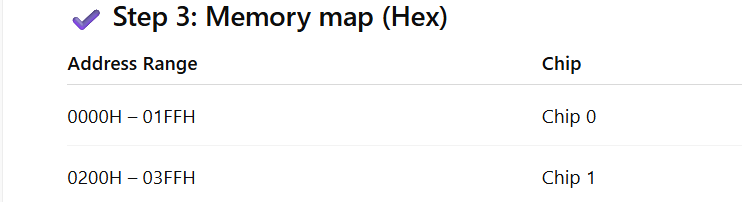 Step 3: Memory map (Hex)
Address Range Chip
0000H – 01FFH Chip 0
0200H – 03FFH Chip 1